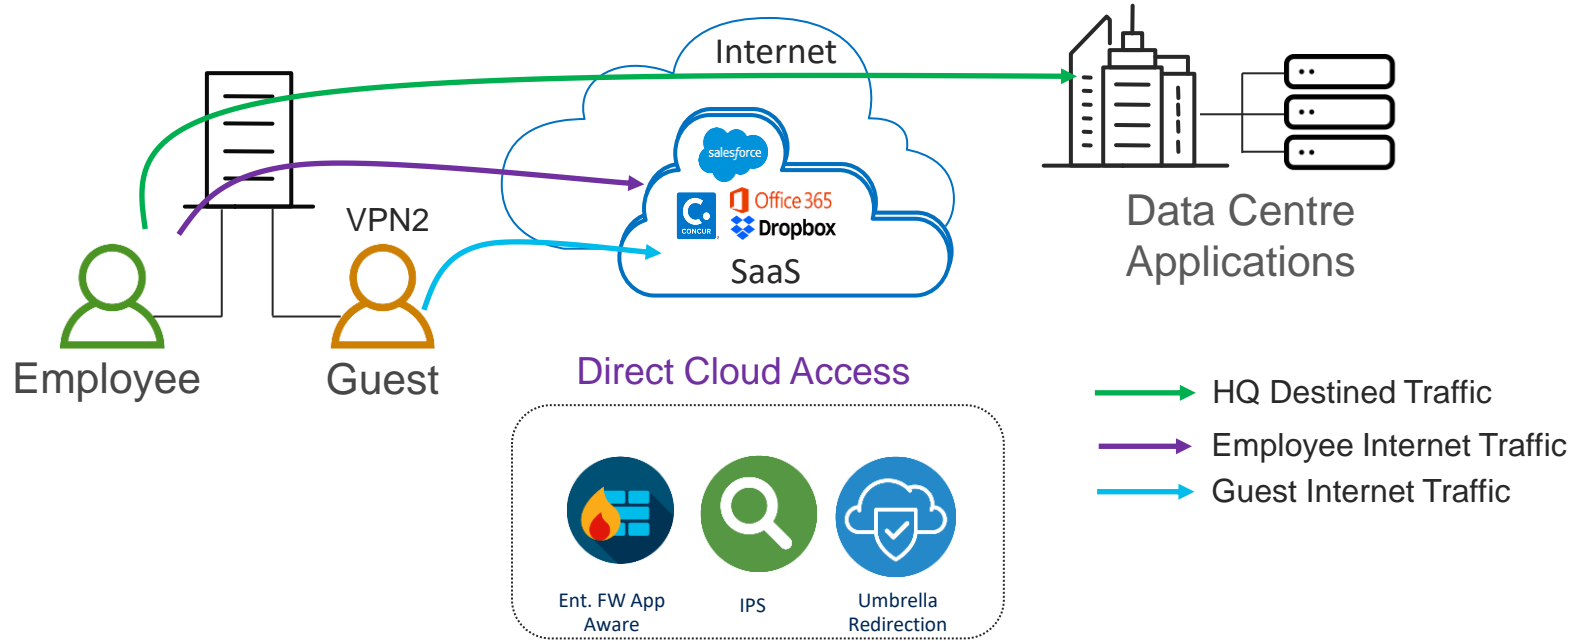 Internet
salesforce
C.
CONCUR
Office 365
Dropbox
SaaS
VPN2
Employee
Guest
Data Centre
Applications
Direct Cloud Access
Ent. FW App
Aware
IPS
Umbrella
Redirection
HQ Destined Traffic
Employee Internet Traffic
Guest Internet Traffic